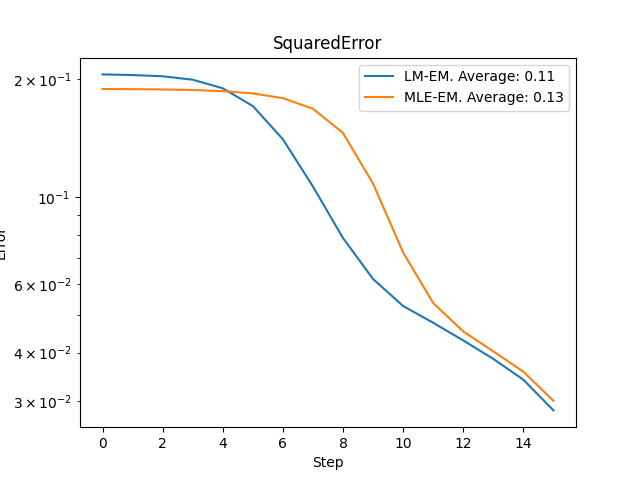 SquaredError
LM-EM. Average: 0.11
MLE-EM. Average: 0.13
2 × 10⁻¹
10⁻¹
6 × 10⁻²
4 × 10⁻²
3 × 10⁻²
0 2 4 6 8 10 12 14
Step